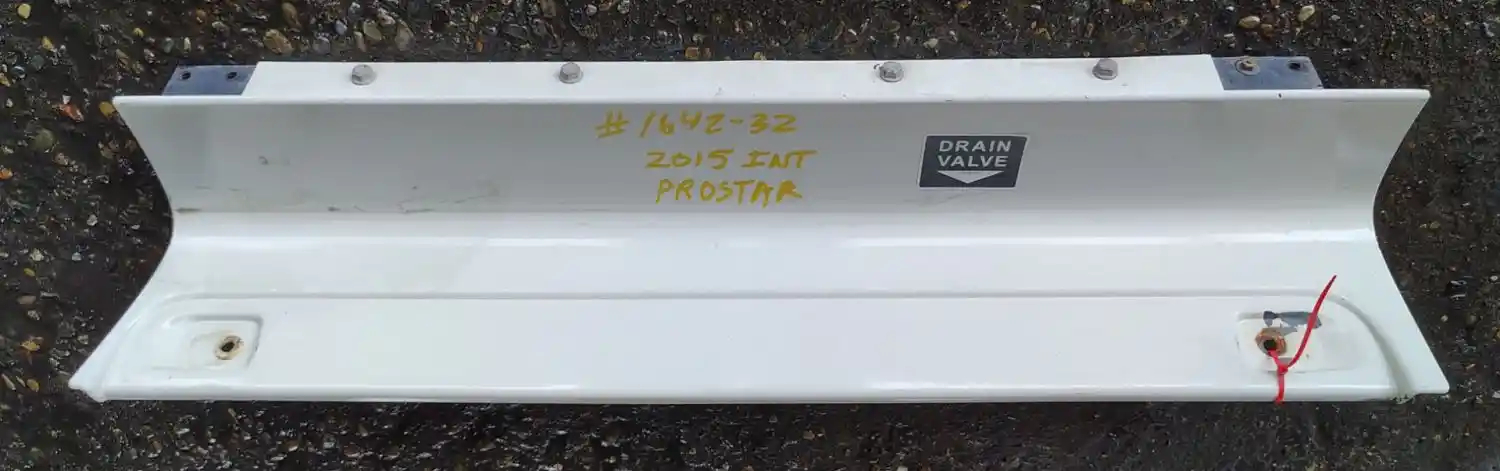 #1642-32
2015 INT
PROSTAR
DRAIN
VALVE